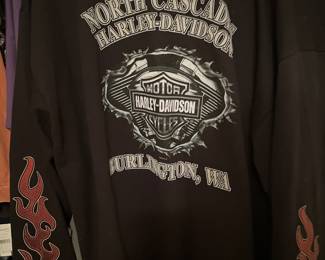 NORTH CASCADE
HARLEY-DAVIDSON
MOTOR
HARLEY-DAVIDSON
CYCLES
BURLINGTON, WA